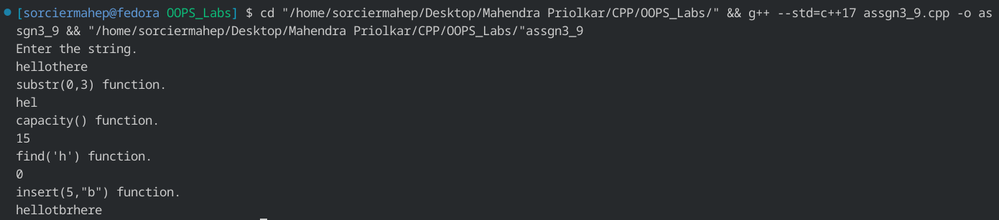 [sorciermahep@fedora OOPS_Labs] $ cd "/home/sorciermahep/Desktop/Mahendra Priolkar/CPP/OOPS_Labs/" && g++ --std=c++17 assgn3_9.cpp -o as
sgn3_9 && "/home/sorciermahep/Desktop/Mahendra Priolkar/CPP/OOPS_Labs/"assgn3_9
Enter the string.
hellothere
substr(0,3) function.
hel
capacity() function.
15
find('h') function.
0
insert(5,"b") function.
hellotbrhere